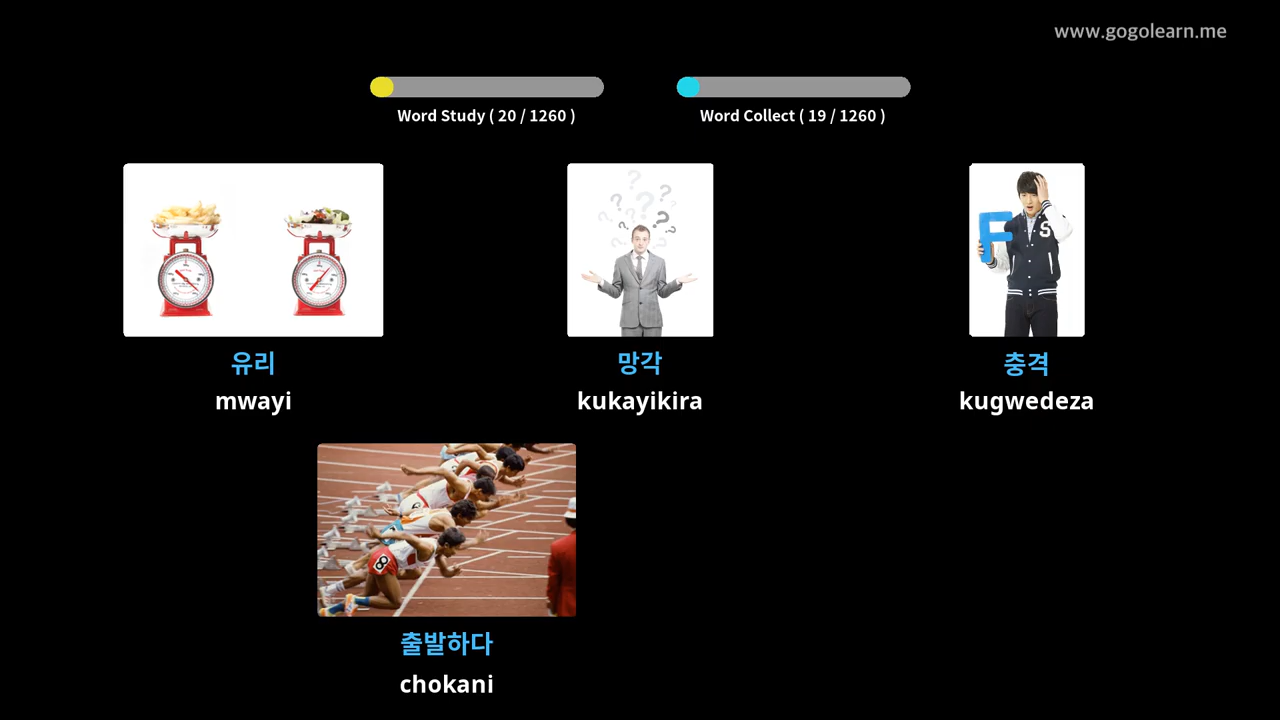 www.gogolearn.me
Word Study ( 20 / 1260 )
Word Collect ( 19 / 1260 )
유리
mwayi
망각
kukayikira
충격
kugwedeza
F
S
8
출발하다
chokani